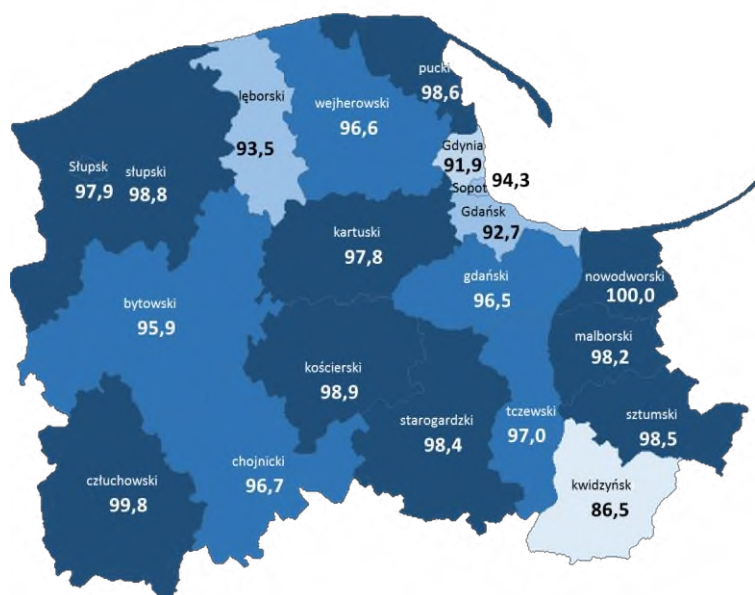 pucki
98,6
lęborski
93,5
wejherowski
96,6
Gdynia
91,9
Sopot
94,3
Gdańsk
92,7
Słupsk
97,9
słupski
98,8
kartuski
97,8
gdański
96,5
nowodworski
100,0
bytowski
95,9
malborski
98,2
kościerski
98,9
starogardzki
98,4
tczewski
97,0
sztumski
98,5
chojnicki
96,7
człuchowski
99,8
kwidzyńsk
86,5